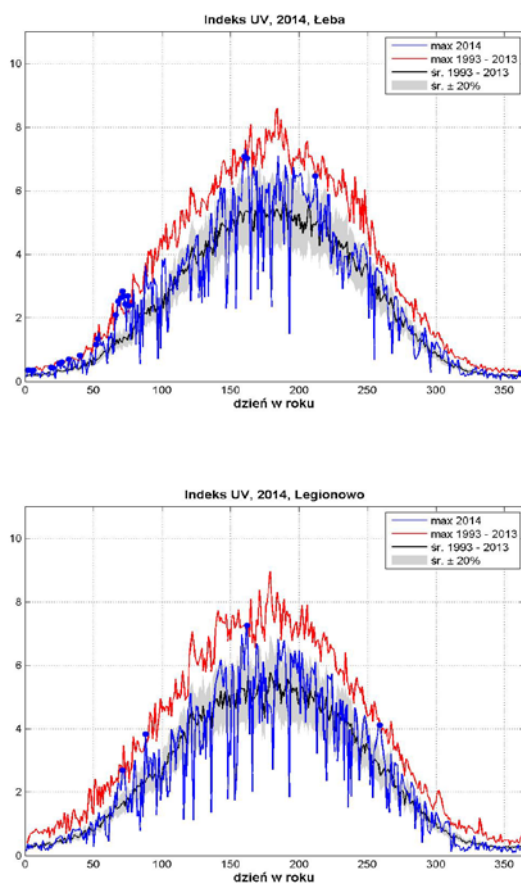 Indeks UV, 2014, Łeba
max 2014
max 1993 - 2013
śr. 1993 - 2013
śr. ± 20%
10
8
6
4
2
0
0 50 100 150 200 250 300 350
dzień w roku
Indeks UV, 2014, Legionowo
max 2014
max 1993 - 2013
śr. 1993 - 2013
śr. ± 20%
10
8
6
4
2
0
0 50 100 150 200 250 300 350
dzień w roku